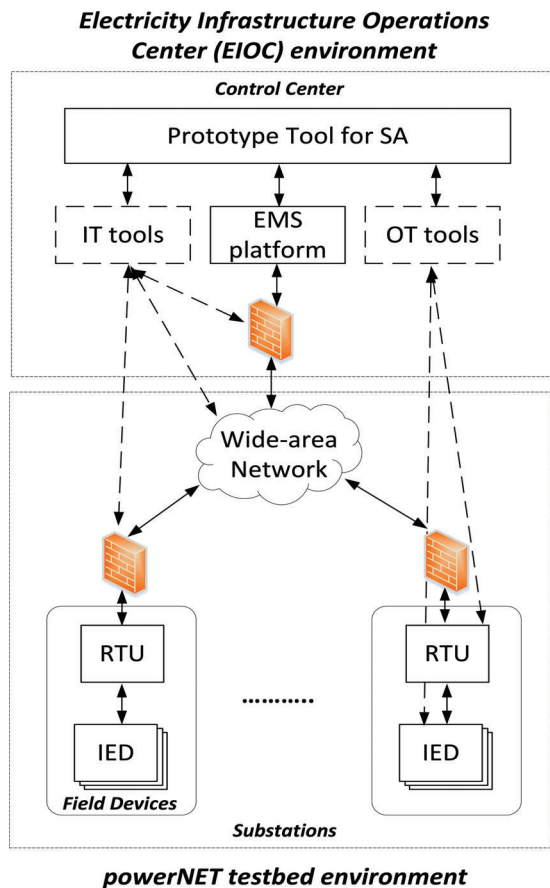 Electricity Infrastructure Operations
Center (EIOC) environment
Control Center
Prototype Tool for SA
IT tools
EMS
platform
OT tools
Wide-area
Network
RTU
RTU
..............
IED
IED
Field Devices
Substations
powerNET testbed environment